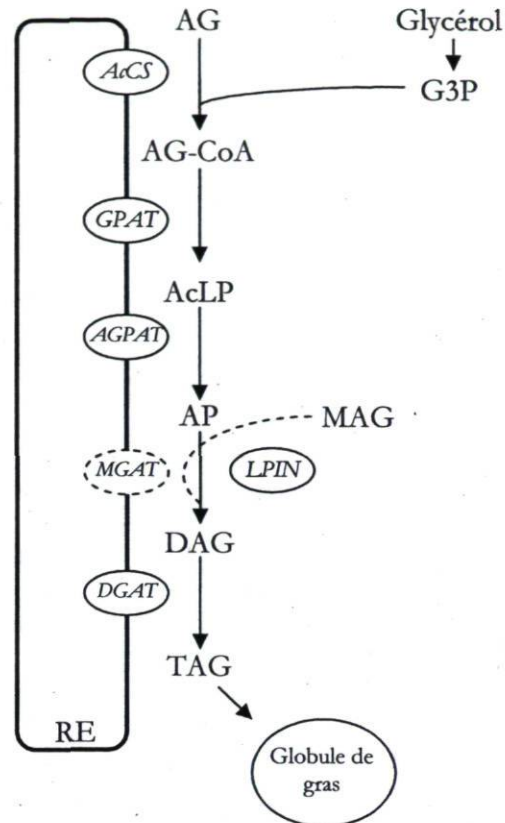 AG
Glycérol
AcCS
G3P
AG-CoA
GPAT
AcLP
AGPAT
AP
MAG
MGAT
LPIN
DAG
DGAT
TAG
RE
Globule de
gras